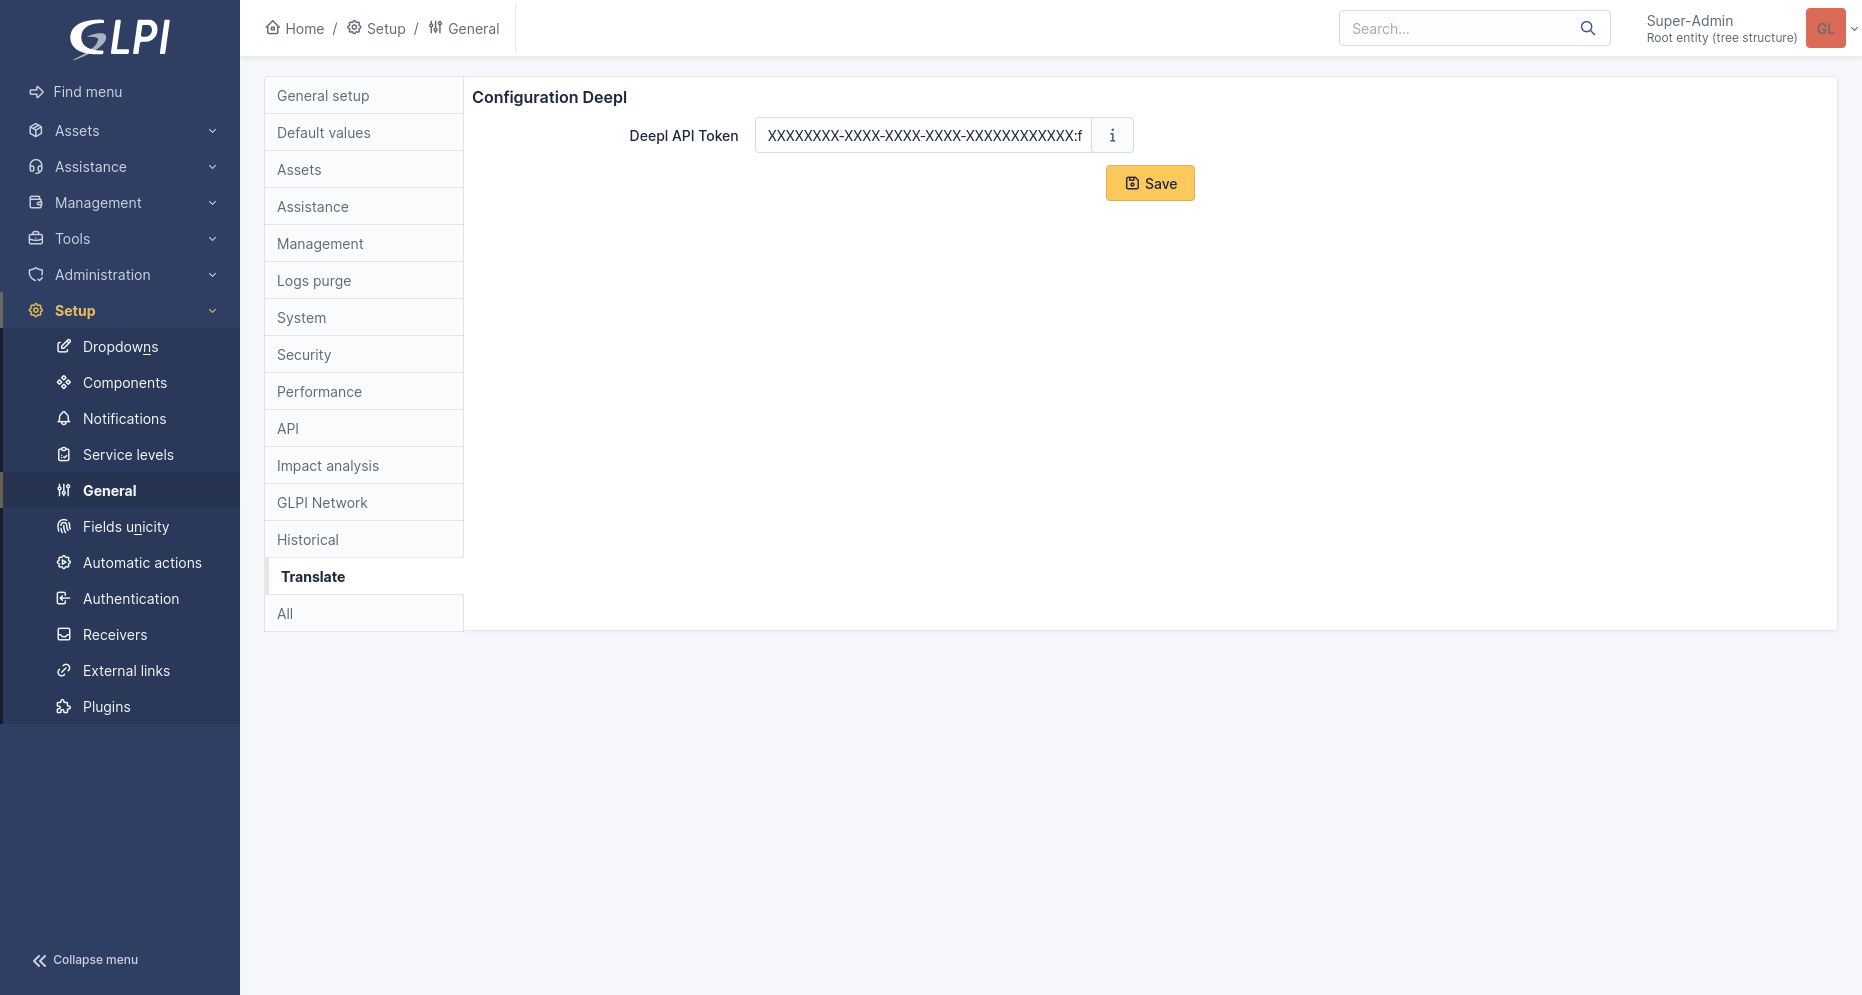 GLPI
Find menu
Assets
Assistance
Management
Tools
Administration
Setup
Dropdowns
Components
Notifications
Service levels
General
Fields unicity
Automatic actions
Authentication
Receivers
External links
Plugins
Collapse menu
Home / Setup / General
Search...
Super-Admin
Root entity (tree structure)
GL
General setup
Default values
Assets
Assistance
Management
Logs purge
System
Security
Performance
API
Impact analysis
GLPI Network
Historical
Translate
All
Configuration Deepl
Deepl API Token XXXXXXXX-XXXX-XXXX-XXXX-XXXXXXXXXXXX:f i
Save